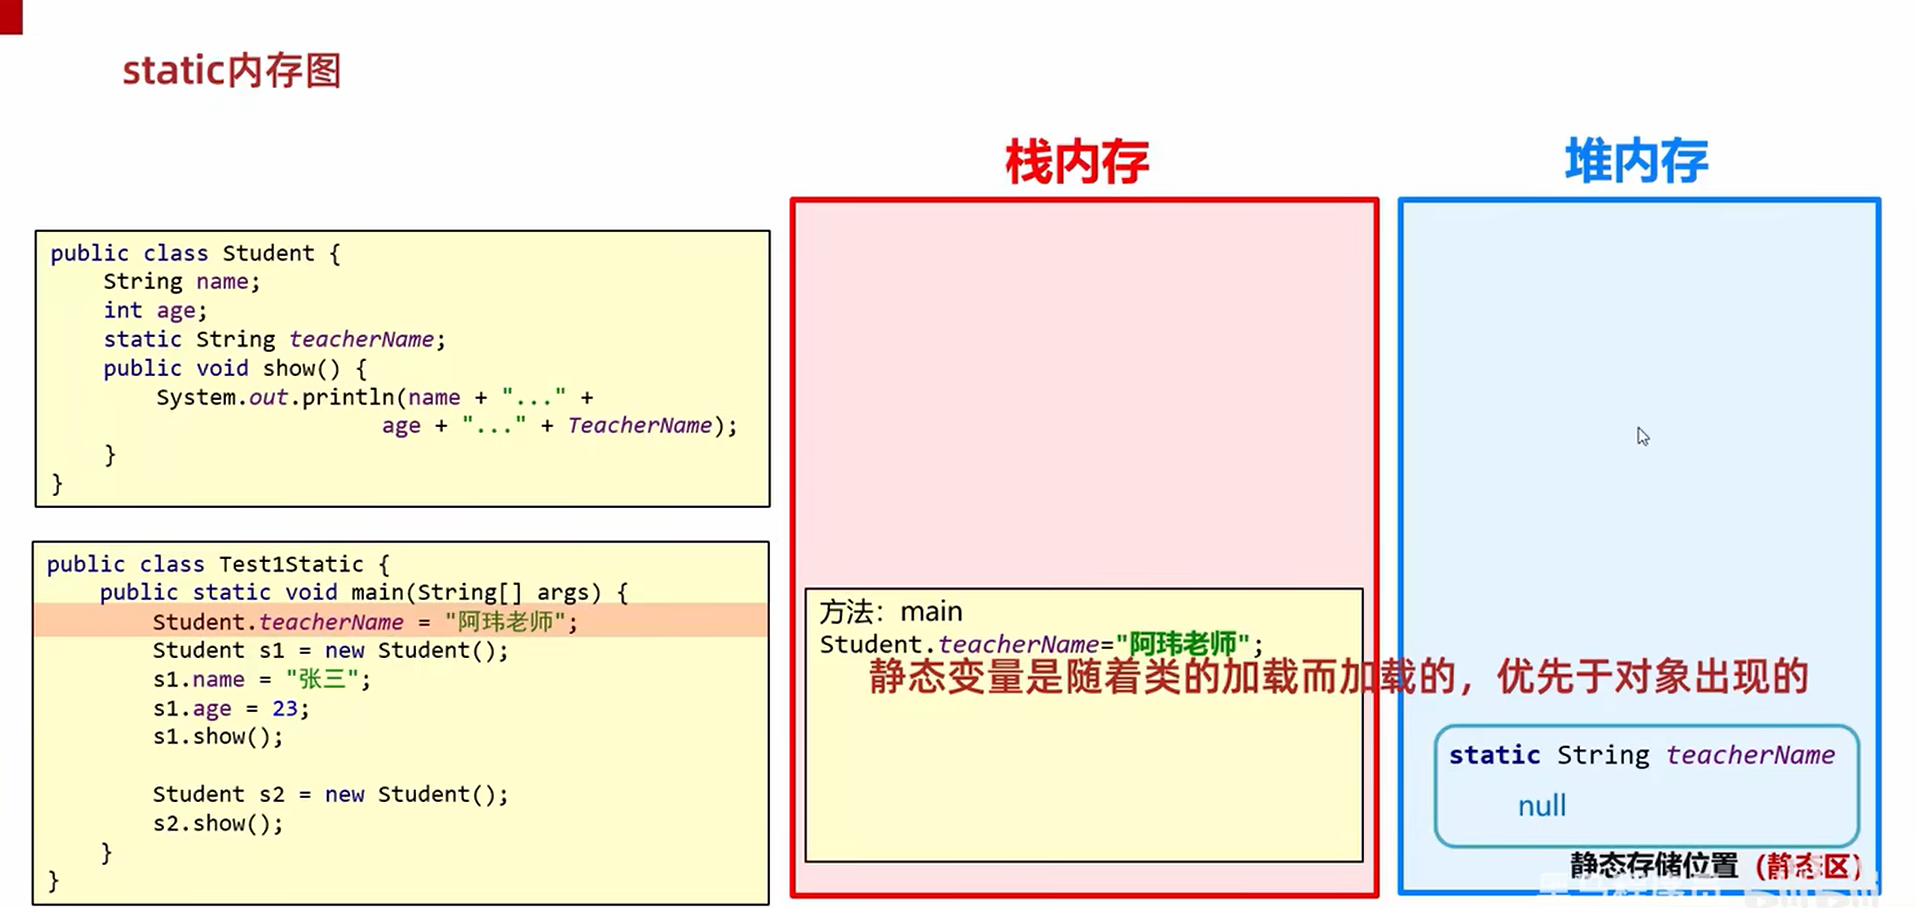 static内存图
栈内存
堆内存
public class Student {
String name;
int age;
static String teacherName;
public void show() {
System.out.println(name + "..." +
age + "..." + TeacherName);
}
}
public class Test1Static {
public static void main(String[] args) {
Student.teacherName = "阿玮老师";
Student s1 = new Student();
s1.name = "张三";
s1.age = 23;
s1.show();
Student s2 = new Student();
s2.show();
}
}
方法：main
Student.teacherName="阿玮老师";
静态变量是随着类的加载而加载的，优先于对象出现的
static String teacherName
null
静态存储位置（静态区）